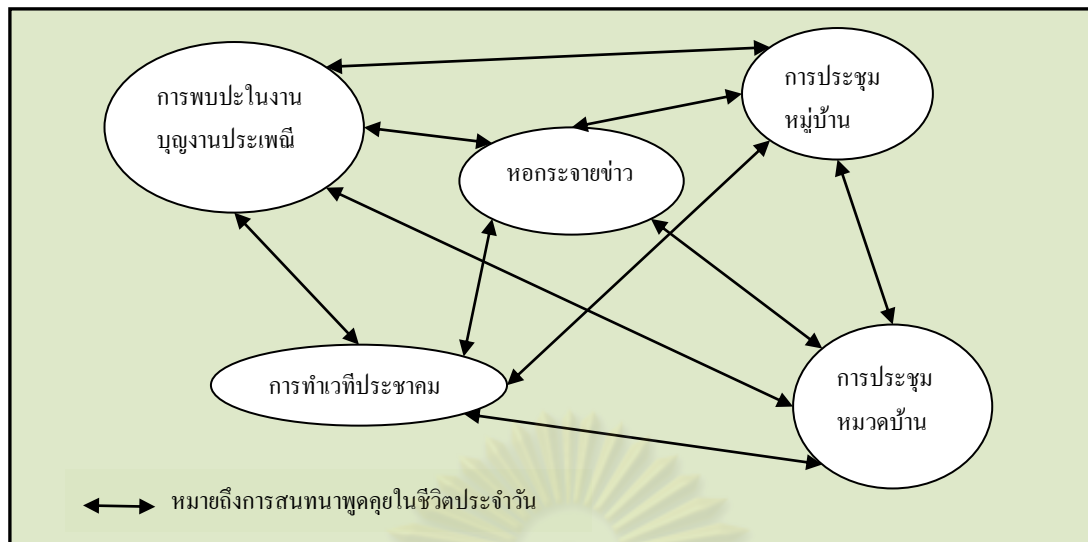 การพบปะในงาน
บุญงานประเพณี
การประชุม
หมู่บ้าน
หอกระจายข่าว
การทำเวทีประชาคม
การประชุม
หมวดบ้าน
หมายถึงการสนทนาพูดคุยในชีวิตประจำวัน